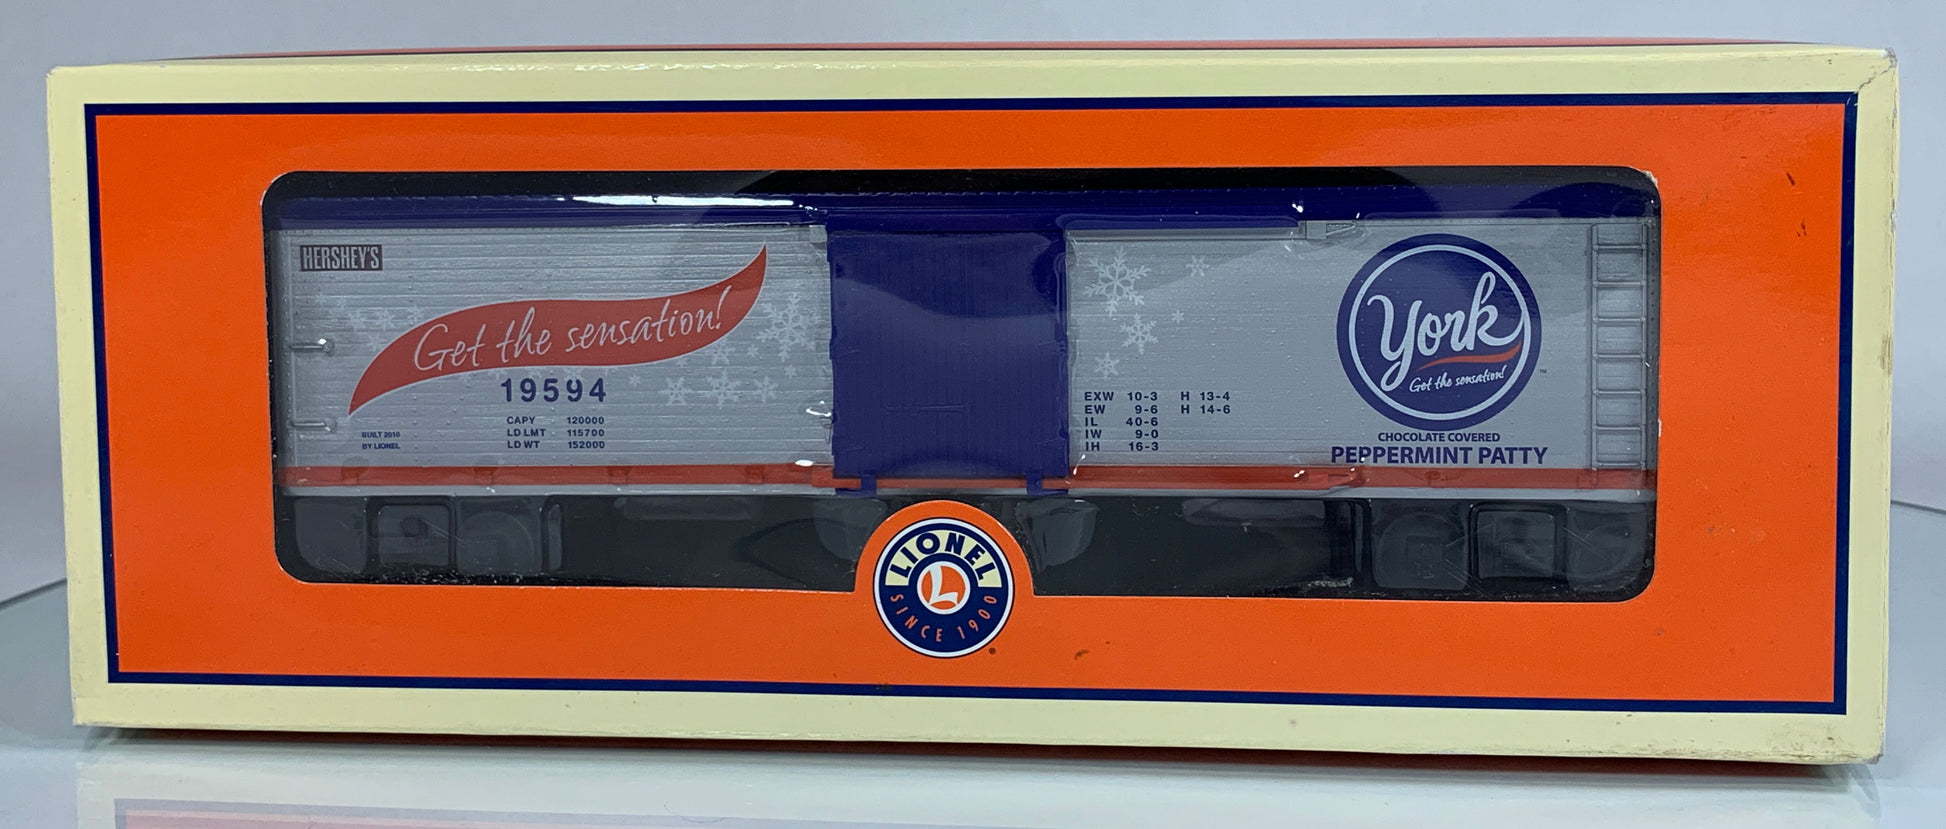 HERSHEY'S
Get the sensation!
19594
CAPY 120000
LD LMT 115700
LD WT 152000
BUILT 2010
BY LIONEL
EXW 10-3 H 13-4
EW 9-6 H 14-6
IL 40-6
IW 9-0
IH 16-3
York
Get the sensation!
TM
CHOCOLATE COVERED
PEPPERMINT PATTY
LIONEL
L
SINCE 1900
®